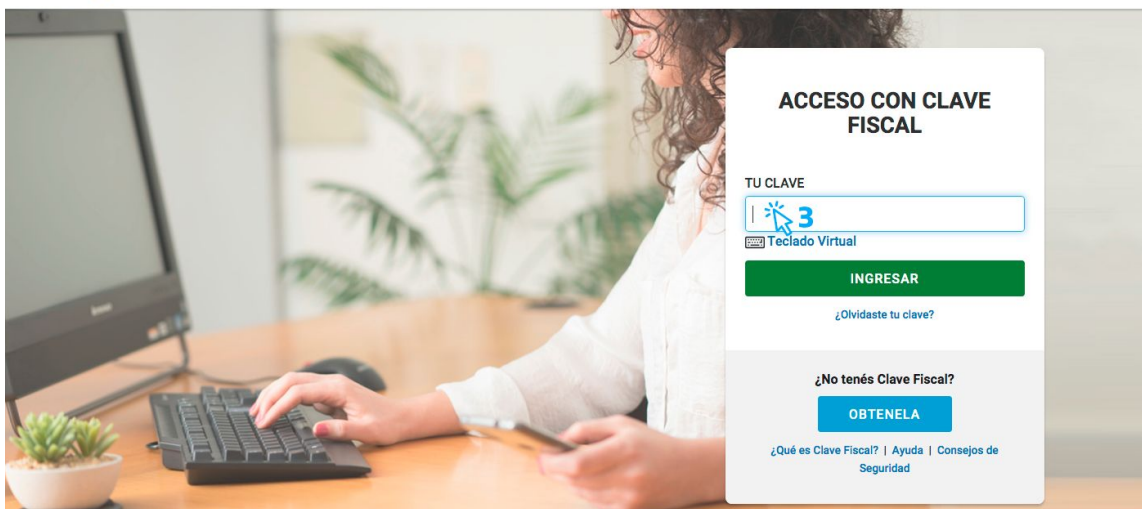 ACCESO CON CLAVE
FISCAL
TU CLAVE
3
Teclado Virtual
INGRESAR
¿Olvidaste tu clave?
¿No tenés Clave Fiscal?
OBTENELA
¿Qué es Clave Fiscal? | Ayuda | Consejos de
Seguridad